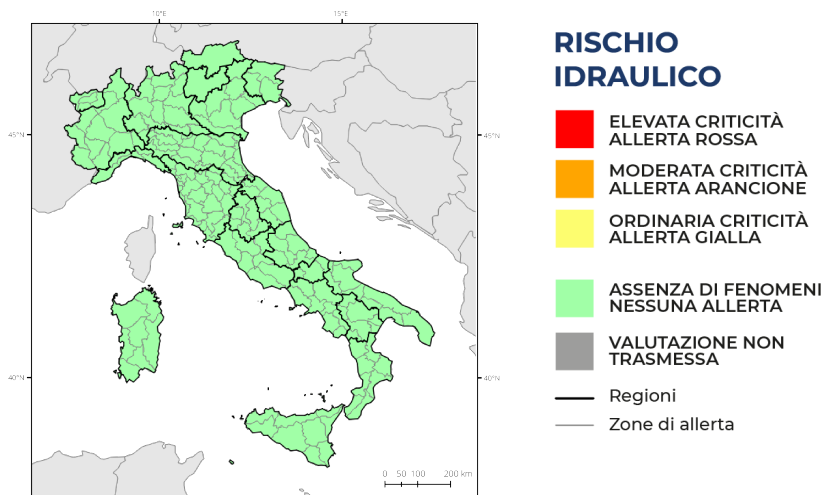 10°E 15°E
RISCHIO
IDRAULICO
ELEVATA CRITICITÀ
ALLERTA ROSSA
45°N 45°N
MODERATA CRITICITÀ
ALLERTA ARANCIONE
ORDINARIA CRITICITÀ
ALLERTA GIALLA
ASSENZA DI FENOMENI
NESSUNA ALLERTA
VALUTAZIONE NON
TRASMESSA
40°N 40°N
Regioni
Zone di allerta
0 50 100 200 km